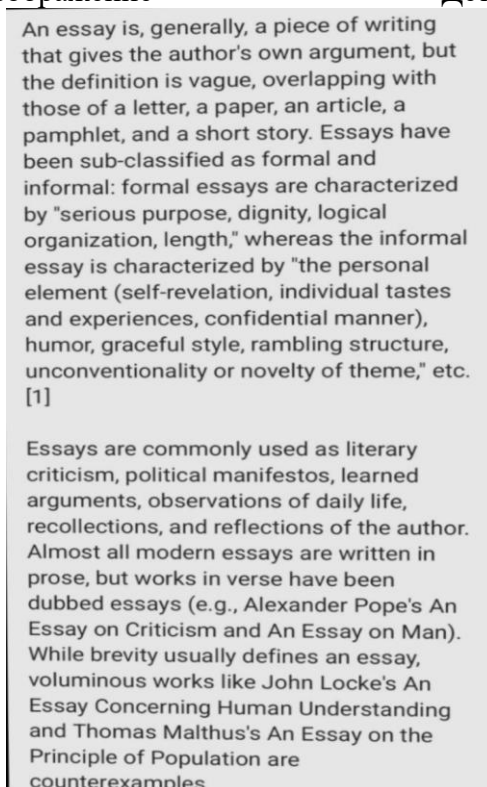 An essay is, generally, a piece of writing
that gives the author's own argument, but
the definition is vague, overlapping with
those of a letter, a paper, an article, a
pamphlet, and a short story. Essays have
been sub-classified as formal and
informal: formal essays are characterized
by "serious purpose, dignity, logical
organization, length," whereas the informal
essay is characterized by "the personal
element (self-revelation, individual tastes
and experiences, confidential manner),
humor, graceful style, rambling structure,
unconventionality or novelty of theme," etc.
[1]
Essays are commonly used as literary
criticism, political manifestos, learned
arguments, observations of daily life,
recollections, and reflections of the author.
Almost all modern essays are written in
prose, but works in verse have been
dubbed essays (e.g., Alexander Pope's An
Essay on Criticism and An Essay on Man).
While brevity usually defines an essay,
voluminous works like John Locke's An
Essay Concerning Human Understanding
and Thomas Malthus's An Essay on the
Principle of Population are
counterexamples